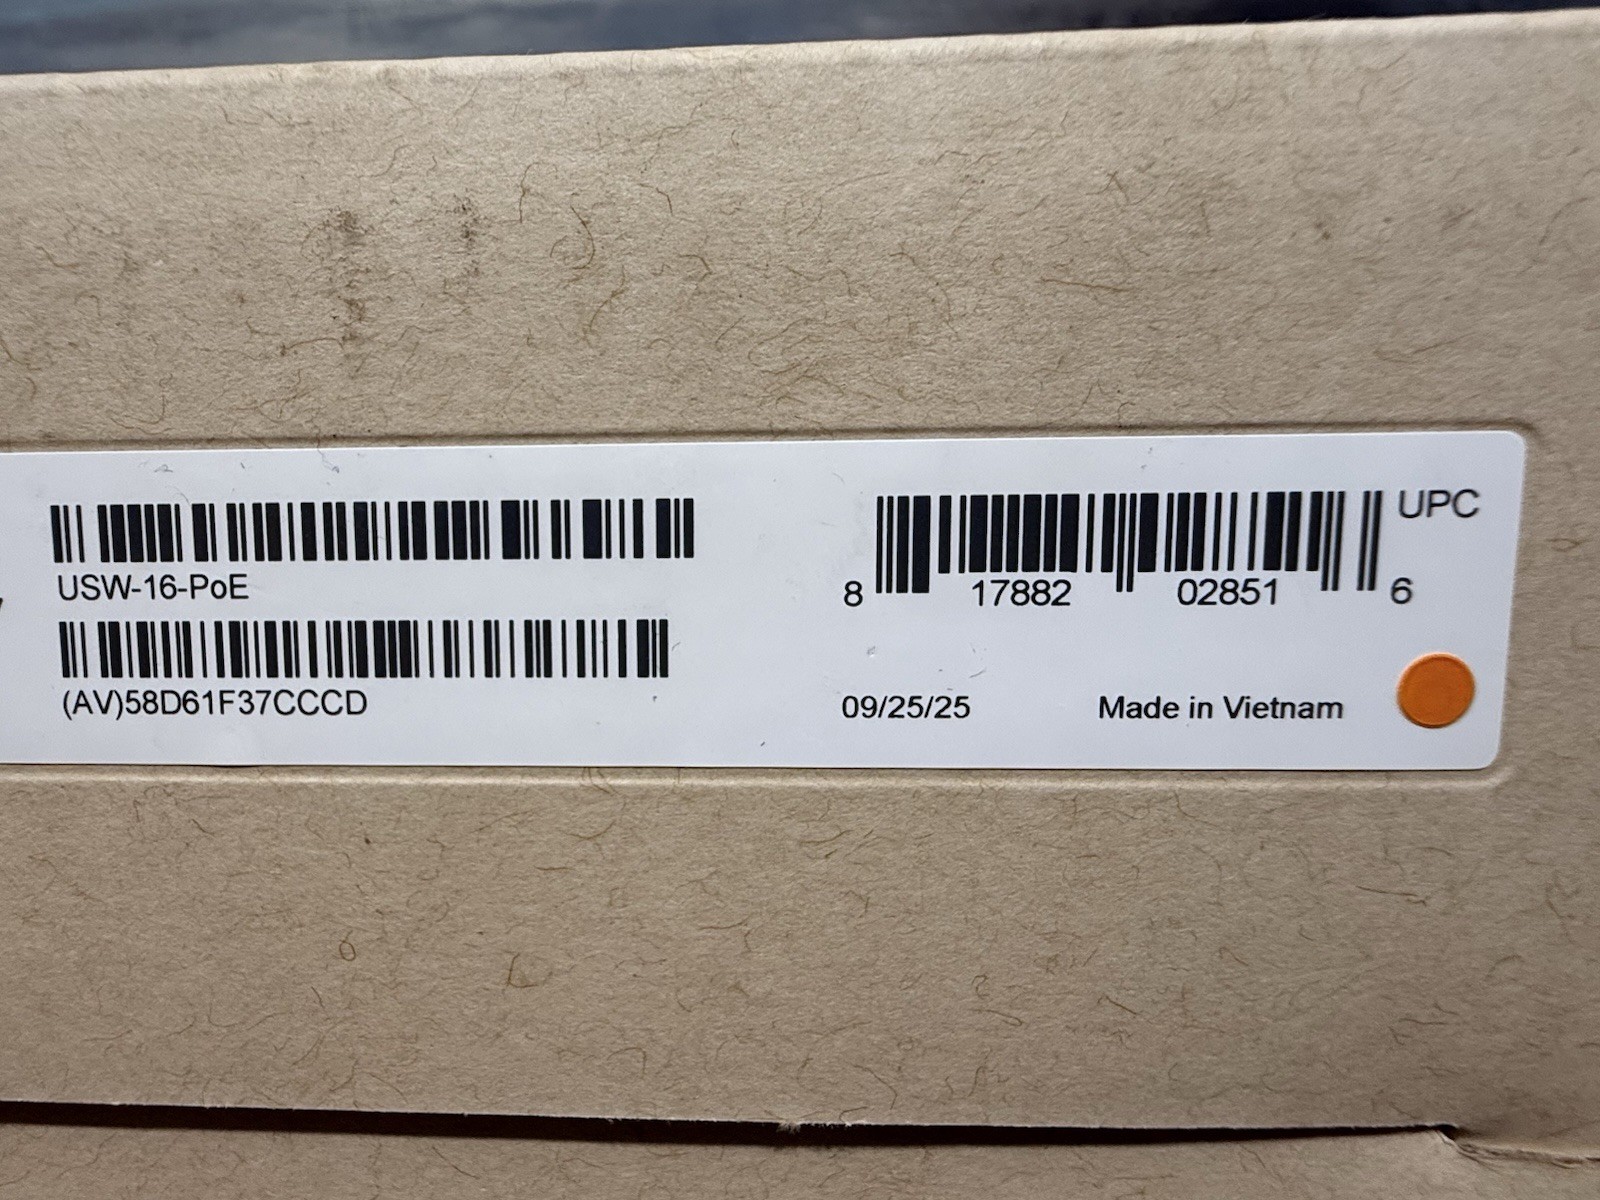 USW-16-PoE
(AV)58D61F37CCCD
UPC
8 17882 02851 6
09/25/25
Made in Vietnam